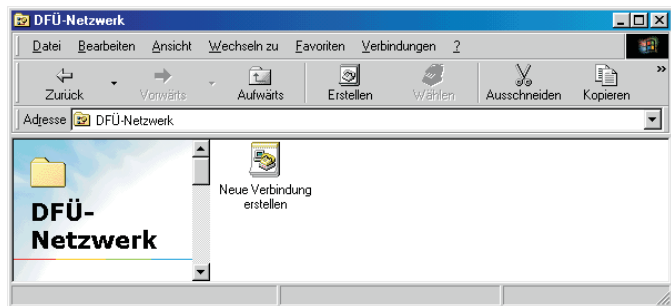 DFÜ-Netzwerk
Datei Bearbeiten Ansicht Wechseln zu Favoriten Verbindungen ?
Zurück Vorwärts Aufwärts Erstellen Wählen Ausschneiden Kopieren »
Adresse DFÜ-Netzwerk
DFÜ-
Netzwerk
Neue Verbindung
erstellen